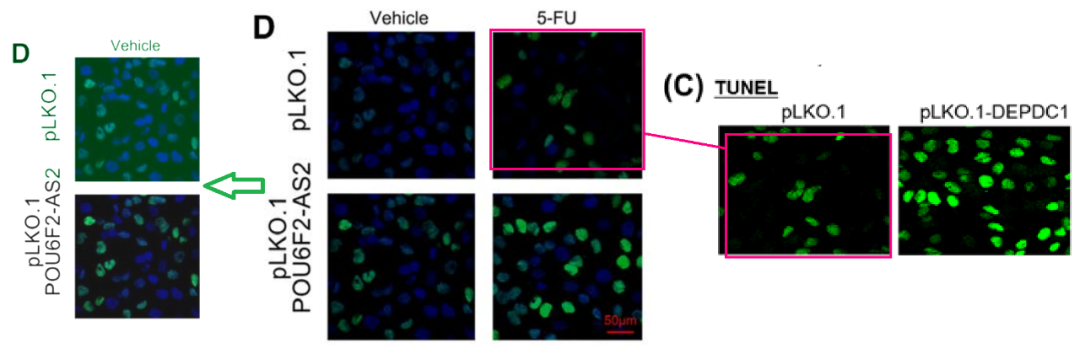 D
Vehicle
pLKO.1
pLKO.1
POU6F2-AS2
D
Vehicle
5-FU
pLKO.1
pLKO.1
POU6F2-AS2
50μm
(C)
TUNEL
pLKO.1
pLKO.1-DEPDC1